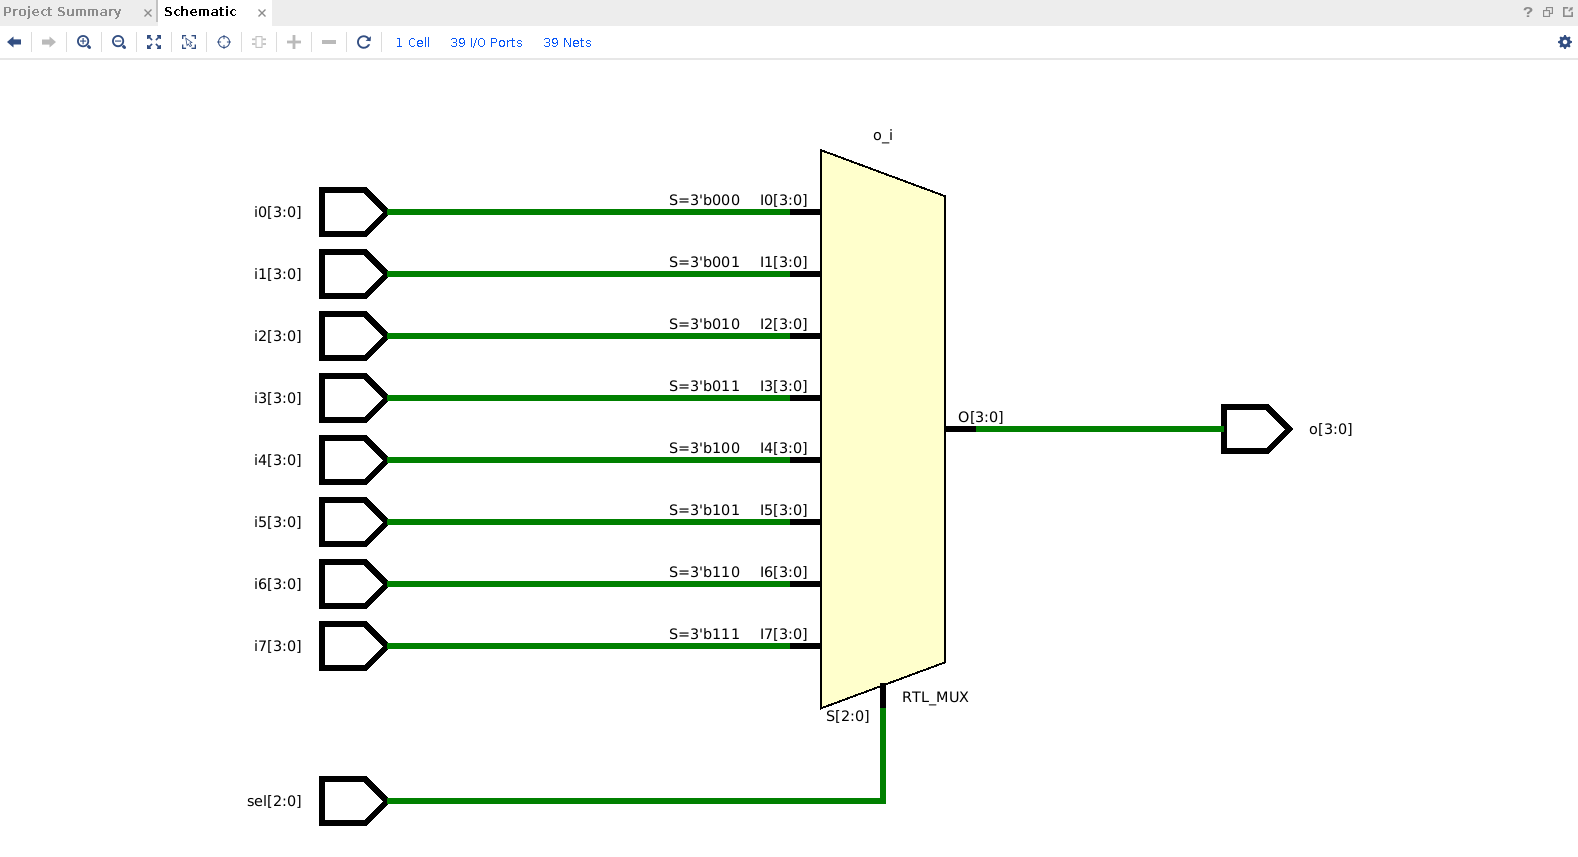 Project Summary × Schematic ×
1 Cell 39 I/O Ports 39 Nets
o_i
i0[3:0] S=3'b000 I0[3:0]
i1[3:0] S=3'b001 I1[3:0]
i2[3:0] S=3'b010 I2[3:0]
i3[3:0] S=3'b011 I3[3:0]
O[3:0] o[3:0]
i4[3:0] S=3'b100 I4[3:0]
i5[3:0] S=3'b101 I5[3:0]
i6[3:0] S=3'b110 I6[3:0]
i7[3:0] S=3'b111 I7[3:0]
RTL_MUX
S[2:0]
sel[2:0]